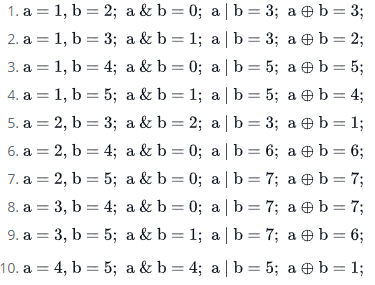 1. a = 1, b = 2; a & b = 0; a | b = 3; a ⊕ b = 3;
2. a = 1, b = 3; a & b = 1; a | b = 3; a ⊕ b = 2;
3. a = 1, b = 4; a & b = 0; a | b = 5; a ⊕ b = 5;
4. a = 1, b = 5; a & b = 1; a | b = 5; a ⊕ b = 4;
5. a = 2, b = 3; a & b = 2; a | b = 3; a ⊕ b = 1;
6. a = 2, b = 4; a & b = 0; a | b = 6; a ⊕ b = 6;
7. a = 2, b = 5; a & b = 0; a | b = 7; a ⊕ b = 7;
8. a = 3, b = 4; a & b = 0; a | b = 7; a ⊕ b = 7;
9. a = 3, b = 5; a & b = 1; a | b = 7; a ⊕ b = 6;
10. a = 4, b = 5; a & b = 4; a | b = 5; a ⊕ b = 1;